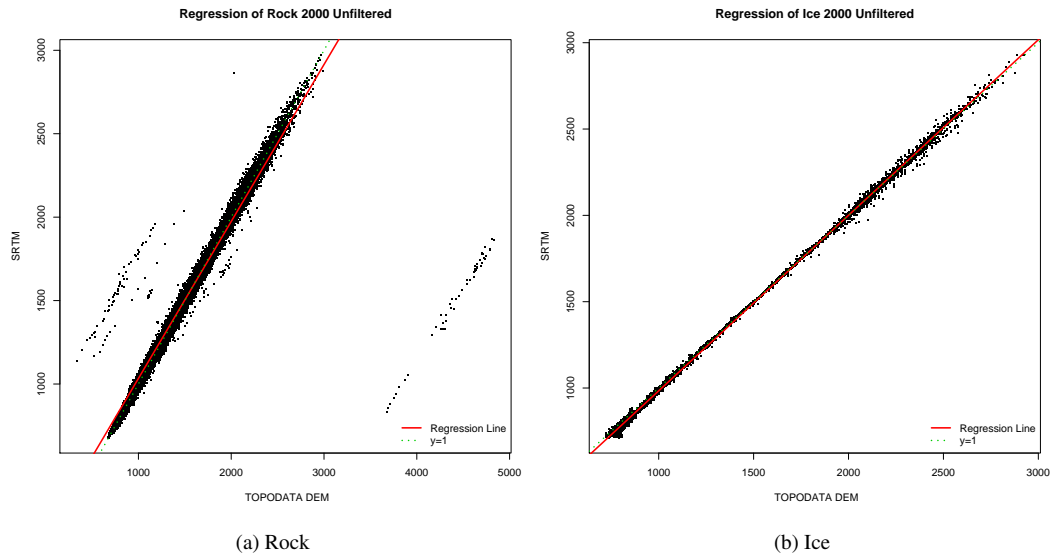 Regression of Rock 2000 Unfiltered
SRTM
3000
2500
2000
1500
1000
1000 2000 3000 4000 5000
TOPODATA DEM
Regression Line
y=1
(a) Rock
Regression of Ice 2000 Unfiltered
SRTM
3000
2500
2000
1500
1000
1000 1500 2000 2500 3000
TOPODATA DEM
Regression Line
y=1
(b) Ice